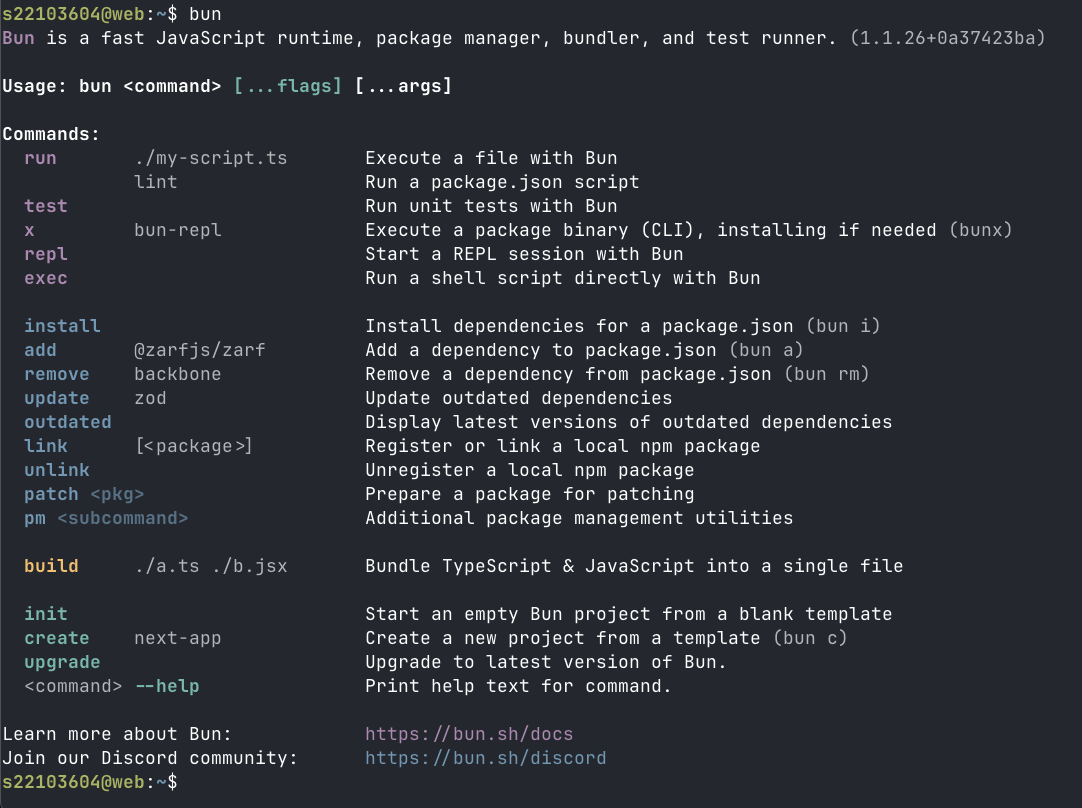 s22103604@web:~$ bun
Bun is a fast JavaScript runtime, package manager, bundler, and test runner. (1.1.26+0a37423ba)
Usage: bun <command> [...flags] [...args]
Commands:
run ./my-script.ts Execute a file with Bun
lint Run a package.json script
test Run unit tests with Bun
x bun-repl Execute a package binary (CLI), installing if needed (bunx)
repl Start a REPL session with Bun
exec Run a shell script directly with Bun
install Install dependencies for a package.json (bun i)
add @zarfjs/zarf Add a dependency to package.json (bun a)
remove backbone Remove a dependency from package.json (bun rm)
update zod Update outdated dependencies
outdated Display latest versions of outdated dependencies
link [<package>] Register or link a local npm package
unlink Unregister a local npm package
patch <pkg> Prepare a package for patching
pm <subcommand> Additional package management utilities
build ./a.ts ./b.jsx Bundle TypeScript & JavaScript into a single file
init Start an empty Bun project from a blank template
create next-app Create a new project from a template (bun c)
upgrade Upgrade to latest version of Bun.
<command> --help Print help text for command.
Learn more about Bun: https://bun.sh/docs
Join our Discord community: https://bun.sh/discord
s22103604@web:~$